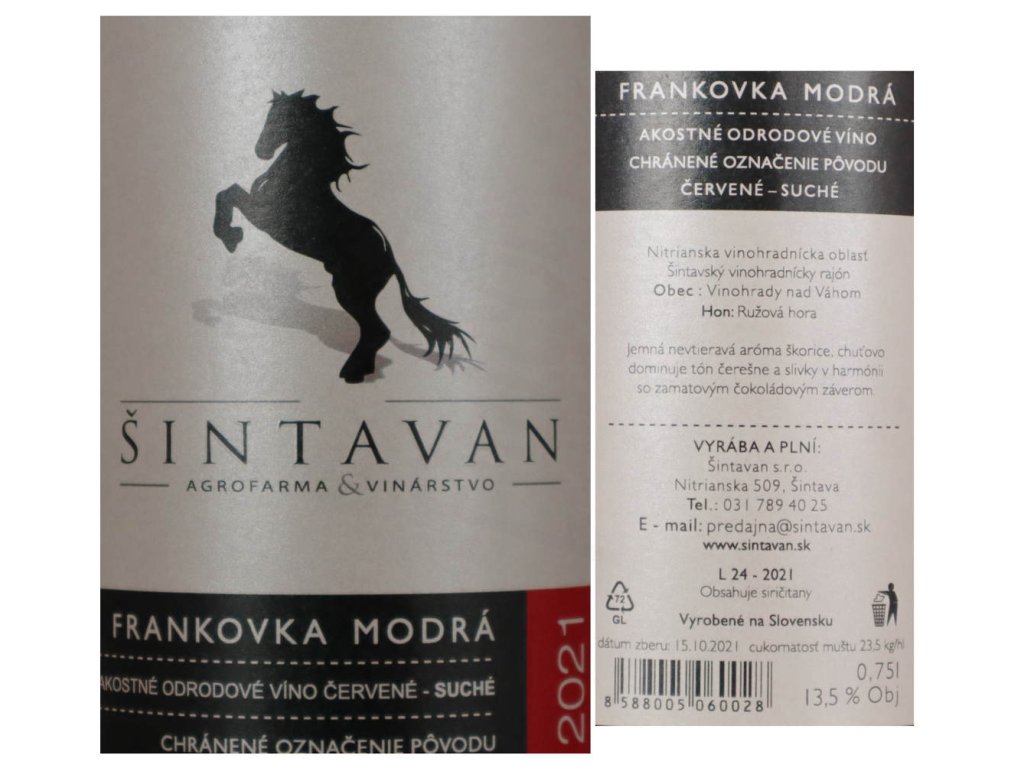 ŠINTAVAN
AGROFARMA & VINÁRSTVO
FRANKOVKA MODRÁ
AKOSTNÉ ODRODOVÉ VÍNO ČERVENÉ - SUCHÉ
CHRÁNENÉ OZNAČENIE PÔVODU
2021
FRANKOVKA MODRÁ
AKOSTNÉ ODRODOVÉ VÍNO
CHRÁNENÉ OZNAČENIE PÔVODU
ČERVENÉ – SUCHÉ
Nitrianska vinohradnícka oblasť
Šintavský vinohradnícky rajón
Obec : Vinohrady nad Váhom
Hon: Ružová hora
Jemná nevtieravá aróma škorice, chuťovo
dominuje tón čerešne a slivky v harmónii
so zamatovým čokoládovým záverom.
VYRÁBA A PLNÍ:
Šintavan s.r.o.
Nitrianska 509, Šintava
Tel.: 031 789 40 25
E - mail: predajna@sintavan.sk
www.sintavan.sk
L 24 - 2021
Obsahuje siričitany
72
GL
Vyrobené na Slovensku
dátum zberu: 15.10.2021 cukornatosť muštu 23,5 kg/hl
0,75l
13,5 % Obj
8 588005 060028